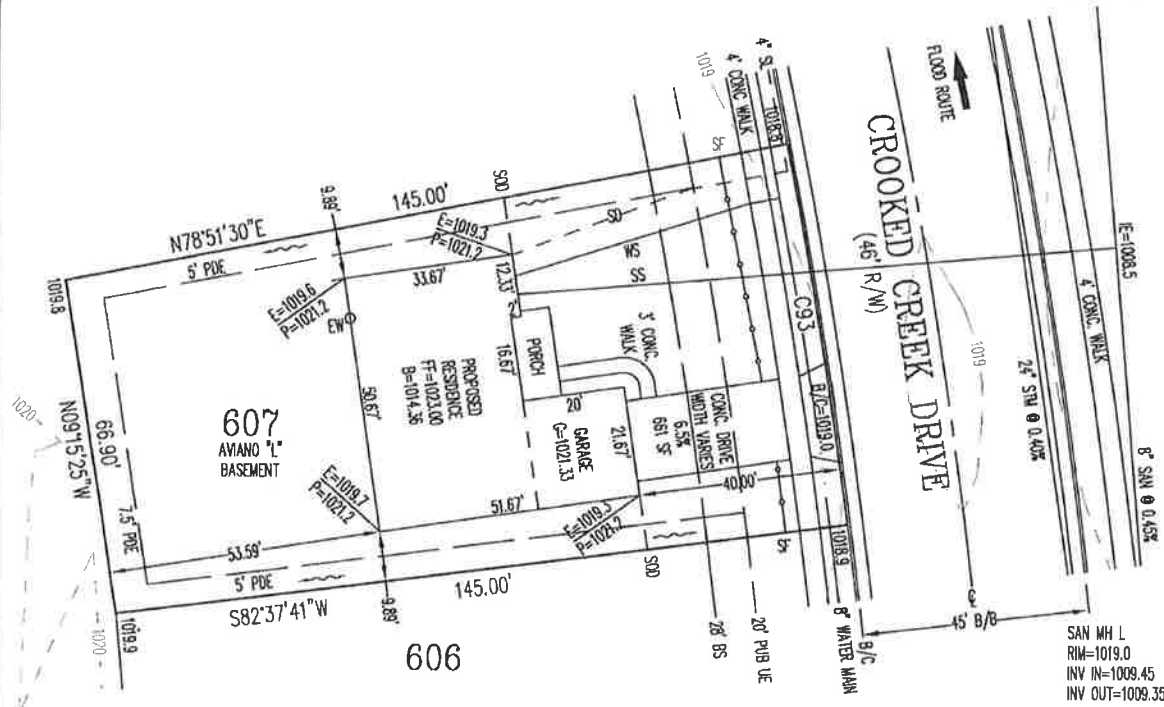 FLOOD ROUTE
CROOKED CREEK DRIVE
(46' R/W)
4" SL
4' CONC WALK
1019
1018.8
SF
C93
B/C=1019.0
IE=1008.5
4' CONC. WALK
1019
24" STM @ 0.40%
8" SAN @ 0.45%
145.00'
N78°51'30"E
9.89'
SOD
5' PDE
E=1019.3
P=1021.2
SD
WS
SS
12.33'
33.67'
2'
E=1019.6
P=1021.2
EW
1019.8
PORCH
16.67'
3' CONC.
WALK
PROPOSED
RESIDENCE
FF=1023.00
B=1014.36
50.67'
20'
GARAGE
G=1021.33
21.67'
CONC. DRIVE
WIDTH VARIES
6.5%
661 SF
40.00'
607
AVIANO "L"
BASEMENT
1020
N09°15'25"W
66.90'
7.5' PDE
E=1019.7
P=1021.2
51.67'
E=1019.3
P=1021.2
53.59'
5' PDE
S82°37'41"W
145.00'
9.89'
SOD
SF
1018.9
1019.9
1020
606
28' BS
20' PUB UE
8" WATER MAIN
B/C
45' B/B
SAN MH L
RIM=1019.0
INV IN=1009.45
INV OUT=1009.35